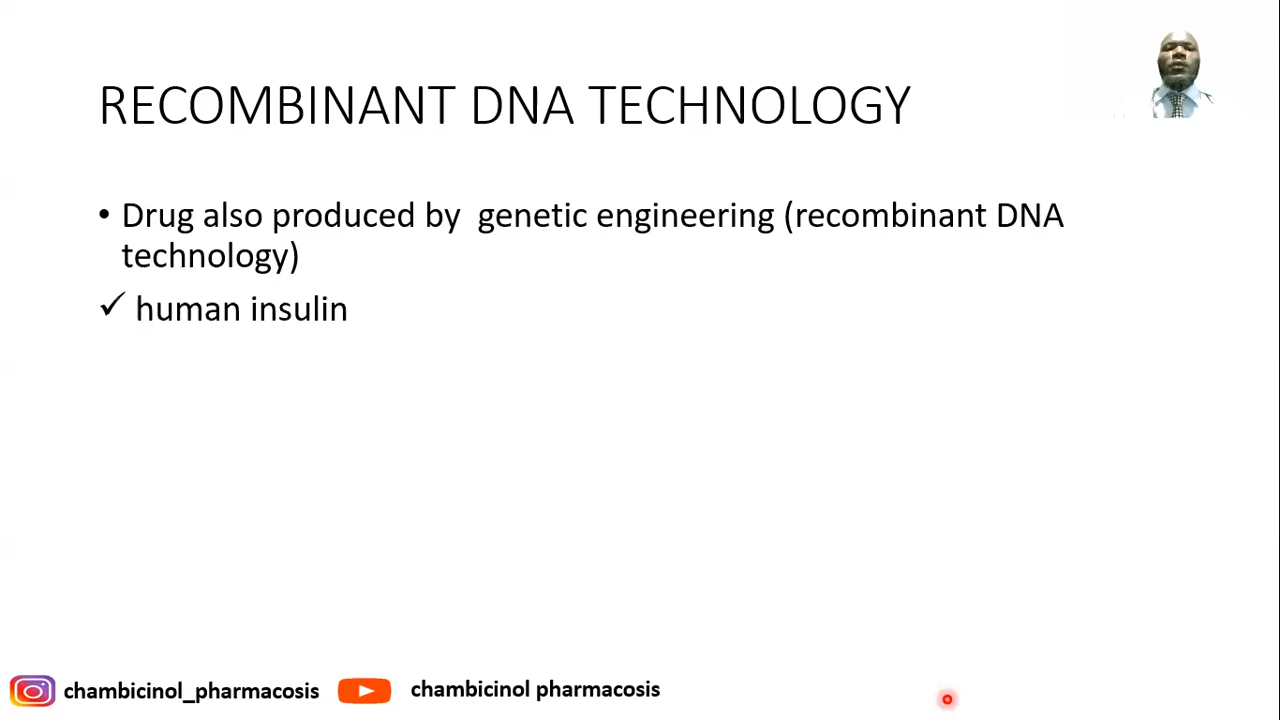 RECOMBINANT DNA TECHNOLOGY
• Drug also produced by  genetic engineering (recombinant DNA
technology)
✓ human insulin
chambicinol_pharmacosis
chambicinol pharmacosis